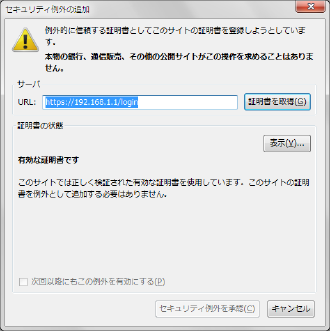 セキュリティ例外の追加
例外的に信頼する証明書としてこのサイトの証明書を登録しようとしていま
す。
本物の銀行、通信販売、その他の公開サイトがこの操作を求めることはあり
ません。
サーバ
URL: https://192.168.1.1/login 証明書を取得(G)
証明書の状態
表示(V)...
有効な証明書です
このサイトでは正しく検証された有効な証明書を使用しています。このサイトの証明
書を例外として追加する必要はありません。
次回以降にもこの例外を有効にする(P)
セキュリティ例外を承認(C) キャンセル